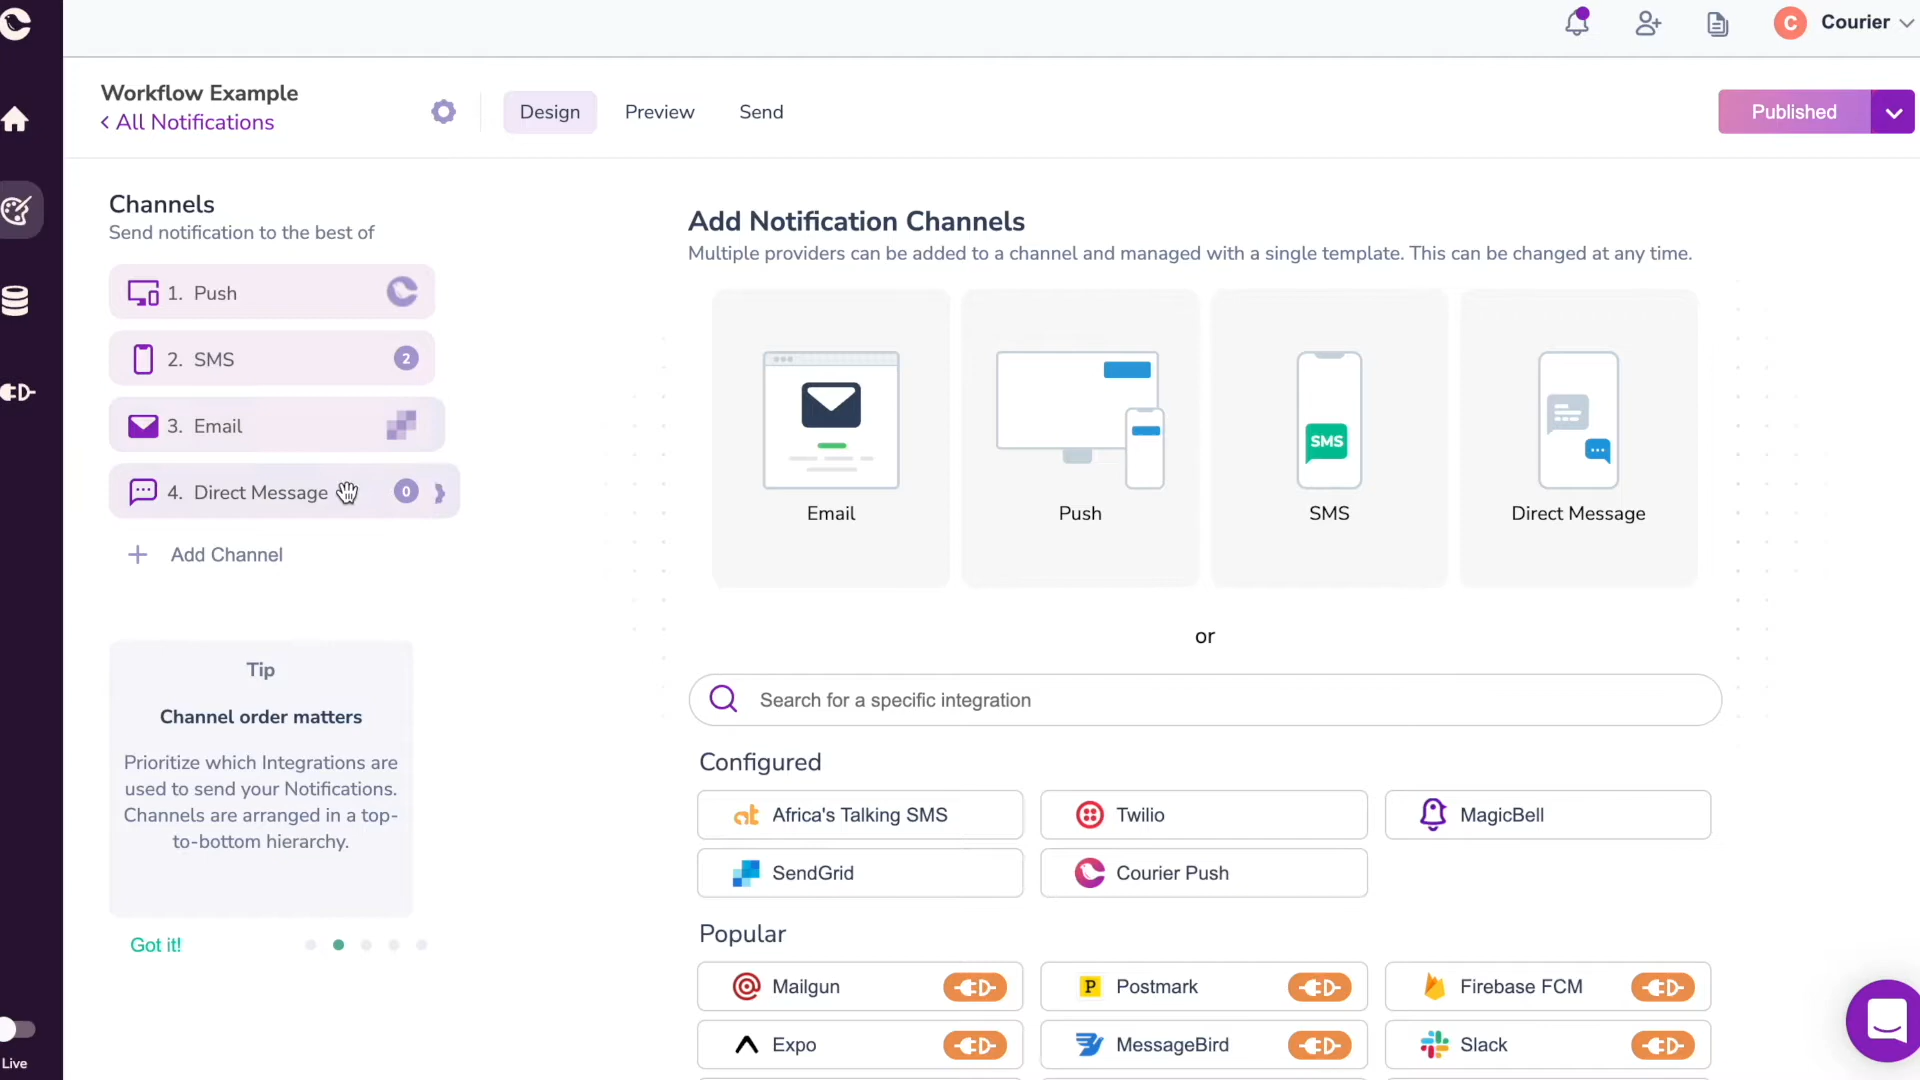 C Courier
Workflow Example
< All Notifications
Design Preview Send
Published
Channels
Send notification to the best of
1. Push
2. SMS 2
3. Email
4. Direct Message 0
+ Add Channel
Tip
Channel order matters
Prioritize which Integrations are
used to send your Notifications.
Channels are arranged in a top-
to-bottom hierarchy.
Got it!
Live
Add Notification Channels
Multiple providers can be added to a channel and managed with a single template. This can be changed at any time.
SMS
Email Push SMS Direct Message
or
Search for a specific integration
Configured
at Africa's Talking SMS Twilio MagicBell
SendGrid Courier Push
Popular
Mailgun P Postmark Firebase FCM
Expo MessageBird Slack